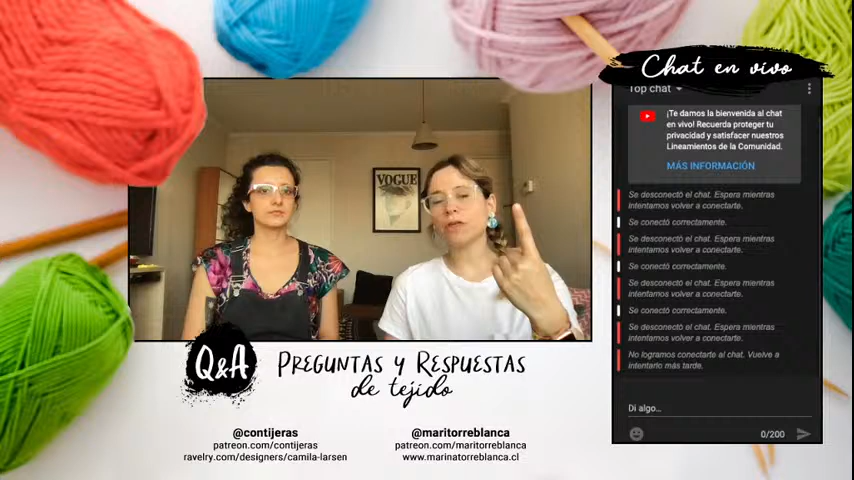 Chat en vivo
Top chat
¡Te damos la bienvenida al chat
en vivo! Recuerda proteger tu
privacidad y satisfacer nuestros
Lineamientos de la Comunidad.
MÁS INFORMACIÓN
Se desconectó el chat. Espera mientras
intentamos volver a conectarte.
Se conectó correctamente.
Se desconectó el chat. Espera mientras
intentamos volver a conectarte.
Se conectó correctamente.
Se desconectó el chat. Espera mientras
intentamos volver a conectarte.
Se conectó correctamente.
Se desconectó el chat. Espera mientras
intentamos volver a conectarte.
No logramos conectarte al chat. Vuelve a
intentarlo más tarde.
Di algo...
0/200
VOGUE
Q&A
Preguntas y Respuestas
de tejido
@contijeras
patreon.com/contijeras
ravelry.com/designers/camila-larsen
@maritorreblanca
patreon.com/maritorreblanca
www.marinatorreblanca.cl